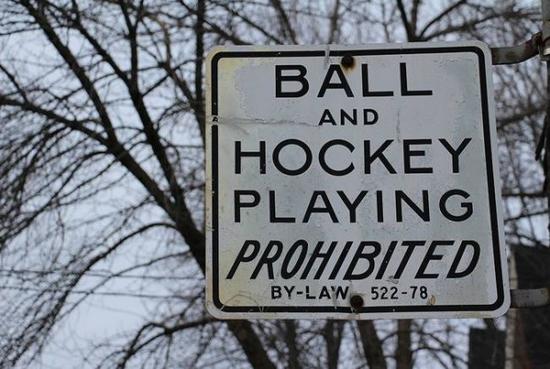 BALL
AND
HOCKEY
PLAYING
PROHIBITED
BY-LAW 522-78